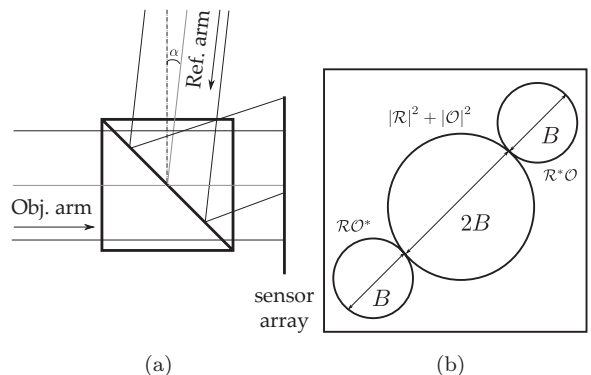 α
Ref. arm
Obj. arm
sensor
array
(a)
|ℛ|² + |𝒪|²
B
ℛ*𝒪
2B
ℛ𝒪*
B
(b)